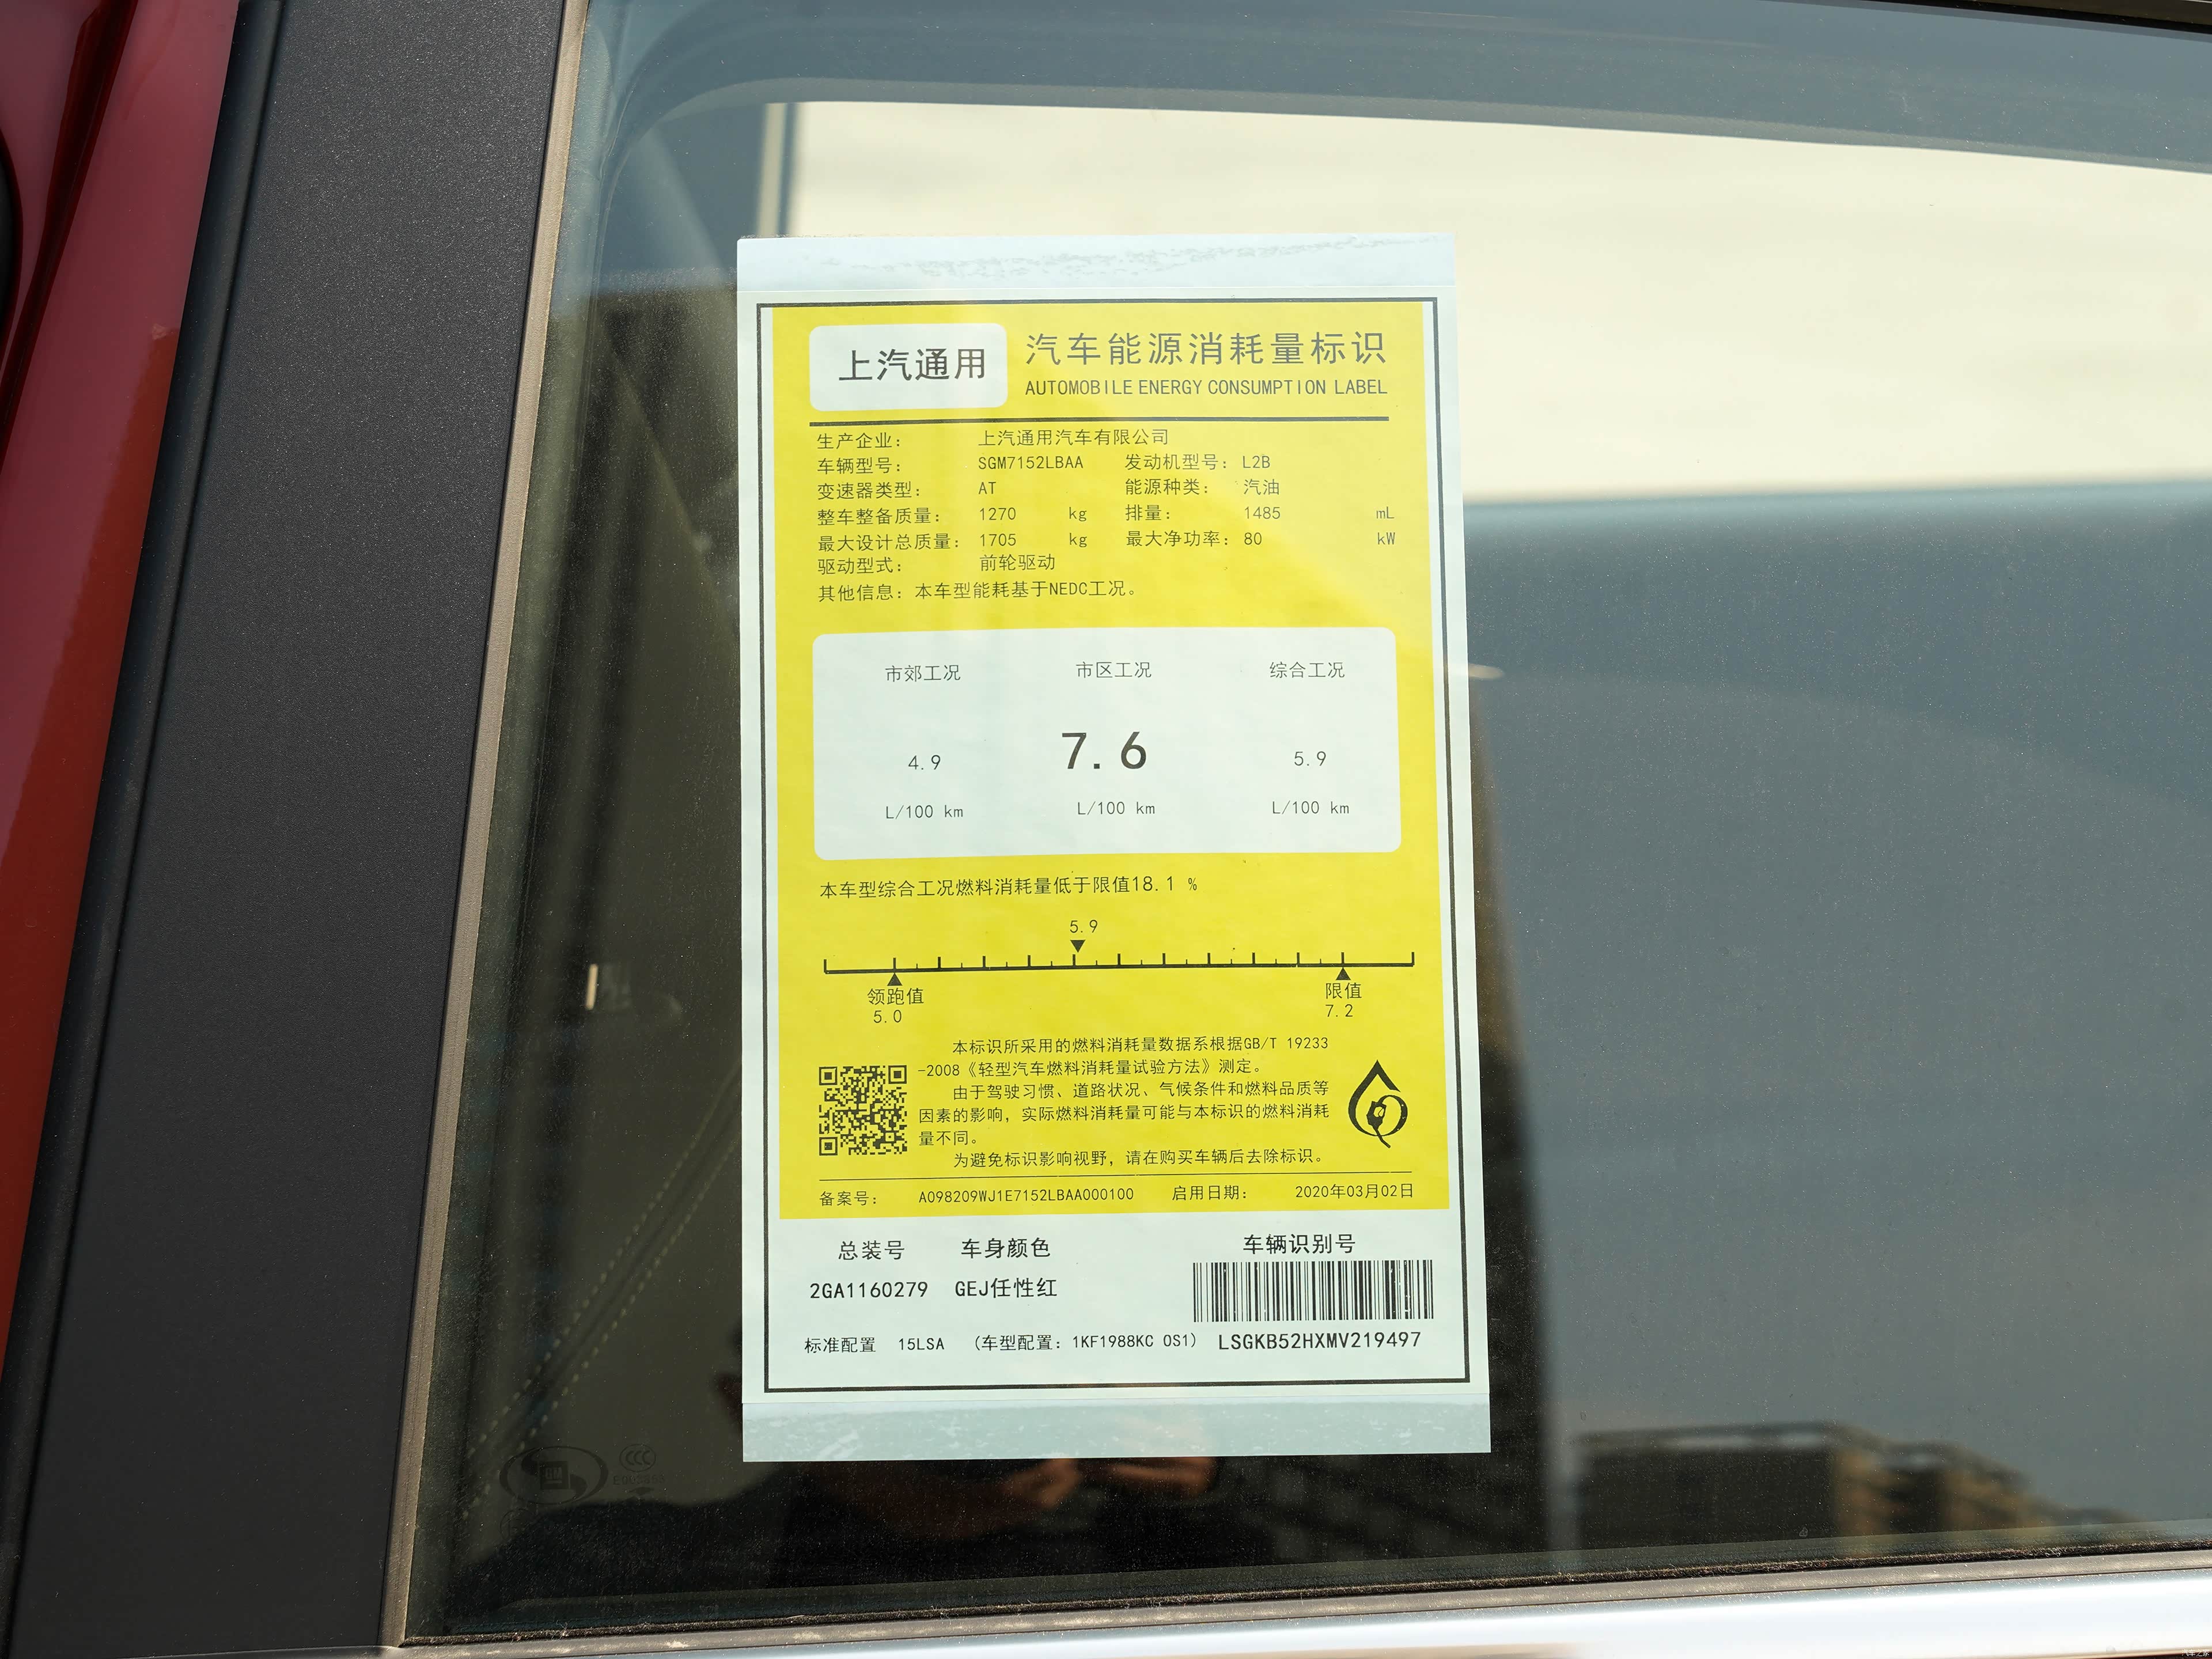 上汽通用
汽车能源消耗量标识
AUTOMOBILE ENERGY CONSUMPTION LABEL
生产企业： 上汽通用汽车有限公司
车辆型号： SGM7152LBAA 发动机型号： L2B
变速器类型： AT 能源种类： 汽油
整车整备质量： 1270 kg 排量： 1485 mL
最大设计总质量： 1705 kg 最大净功率： 80 kW
驱动型式： 前轮驱动
其他信息： 本车型能耗基于NEDC工况。
市郊工况 市区工况 综合工况
4.9 7.6 5.9
L/100 km L/100 km L/100 km
本车型综合工况燃料消耗量低于限值18.1 %
5.9
领跑值 限值
5.0 7.2
本标识所采用的燃料消耗量数据系根据GB/T 19233
-2008《轻型汽车燃料消耗量试验方法》测定。
由于驾驶习惯、道路状况、气候条件和燃料品质等
因素的影响，实际燃料消耗量可能与本标识的燃料消耗
量不同。
为避免标识影响视野，请在购买车辆后去除标识。
备案号： A098209WJ1E7152LBAA000100 启用日期： 2020年03月02日
总装号 车身颜色 车辆识别号
2GA1160279 GEJ任性红
标准配置 15LSA （车型配置：1KF1988KC 0S1） LSGKB52HXMV219497
GM
CCC